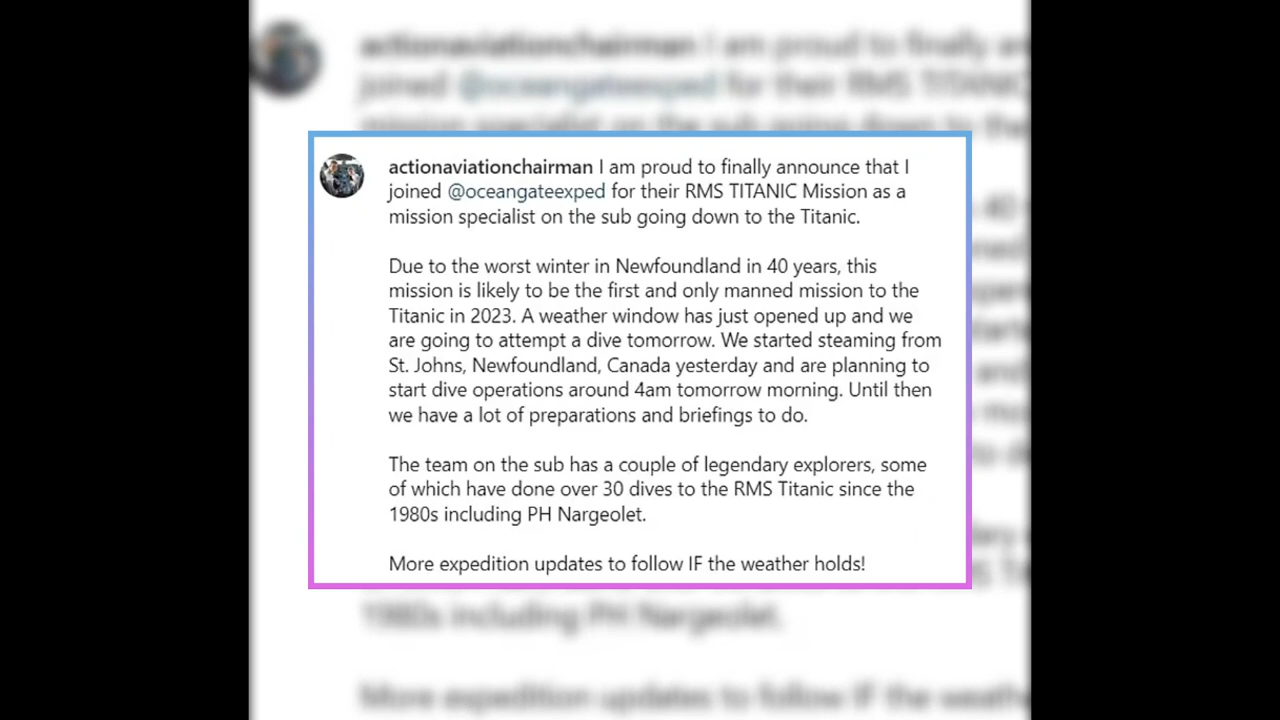 actionaviationchairman I am proud to finally announce that I
joined @oceangateexped for their RMS TITANIC Mission as a
mission specialist on the sub going down to the Titanic.
Due to the worst winter in Newfoundland in 40 years, this
mission is likely to be the first and only manned mission to the
Titanic in 2023. A weather window has just opened up and we
are going to attempt a dive tomorrow. We started steaming from
St. Johns, Newfoundland, Canada yesterday and are planning to
start dive operations around 4am tomorrow morning. Until then
we have a lot of preparations and briefings to do.
The team on the sub has a couple of legendary explorers, some
of which have done over 30 dives to the RMS Titanic since the
1980s including PH Nargeolet.
More expedition updates to follow IF the weather holds!